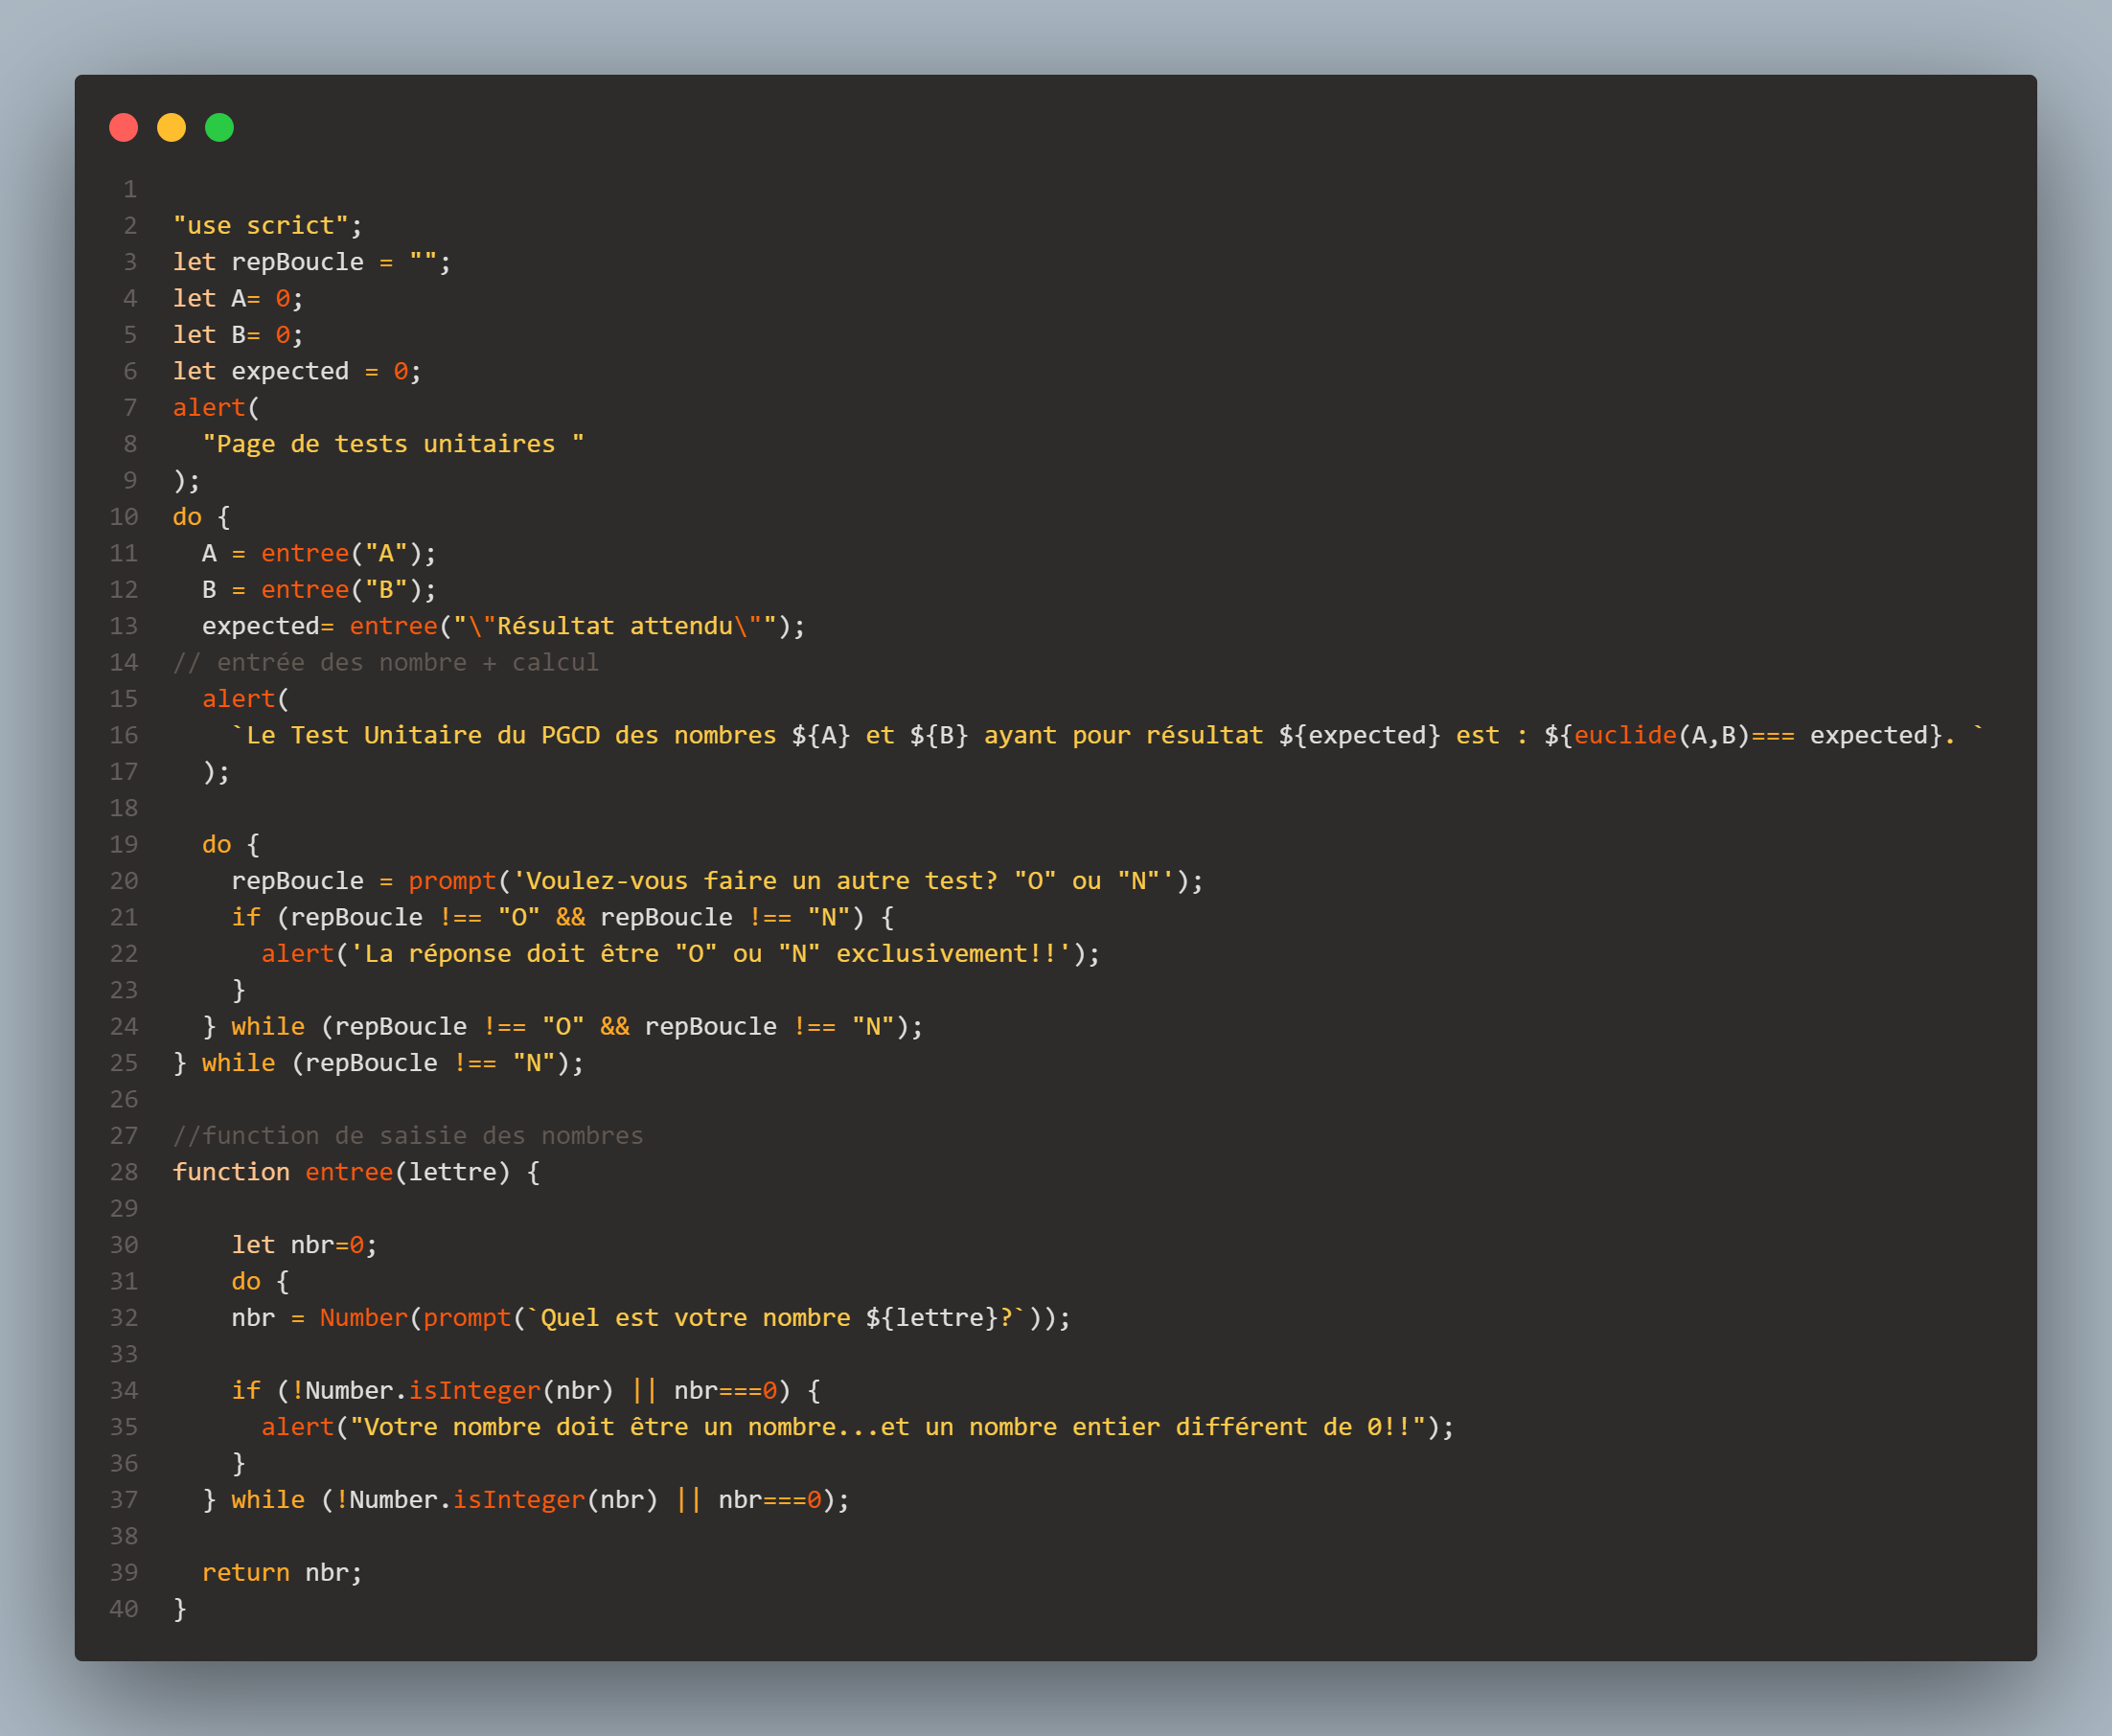 1
2 "use scrict";
3 let repBoucle = "";
4 let A= 0;
5 let B= 0;
6 let expected = 0;
7 alert(
8   "Page de tests unitaires "
9 );
10 do {
11   A = entree("A");
12   B = entree("B");
13   expected= entree("\"Résultat attendu\"");
14 // entrée des nombre + calcul
15   alert(
16     `Le Test Unitaire du PGCD des nombres ${A} et ${B} ayant pour résultat ${expected} est : ${euclide(A,B)=== expected}. `
17   );
18
19   do {
20     repBoucle = prompt('Voulez-vous faire un autre test? "O" ou "N"');
21     if (repBoucle !== "O" && repBoucle !== "N") {
22       alert('La réponse doit être "O" ou "N" exclusivement!!');
23     }
24   } while (repBoucle !== "O" && repBoucle !== "N");
25 } while (repBoucle !== "N");
26
27 //function de saisie des nombres
28 function entree(lettre) {
29
30     let nbr=0;
31     do {
32     nbr = Number(prompt(`Quel est votre nombre ${lettre}?`));
33
34     if (!Number.isInteger(nbr) || nbr===0) {
35       alert("Votre nombre doit être un nombre...et un nombre entier différent de 0!!");
36     }
37   } while (!Number.isInteger(nbr) || nbr===0);
38
39   return nbr;
40 }